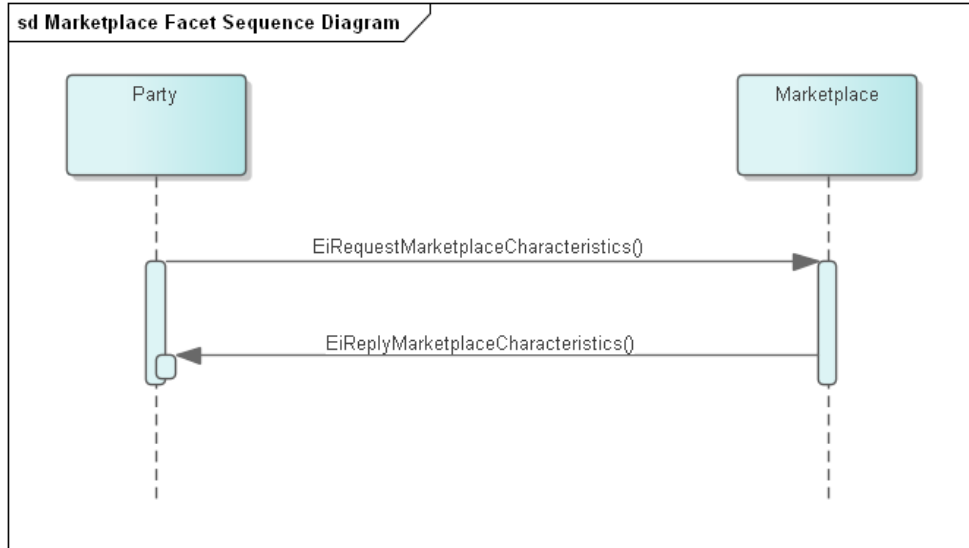 sd Marketplace Facet Sequence Diagram
Party
Marketplace
EiRequestMarketplaceCharacteristics()
EiReplyMarketplaceCharacteristics()